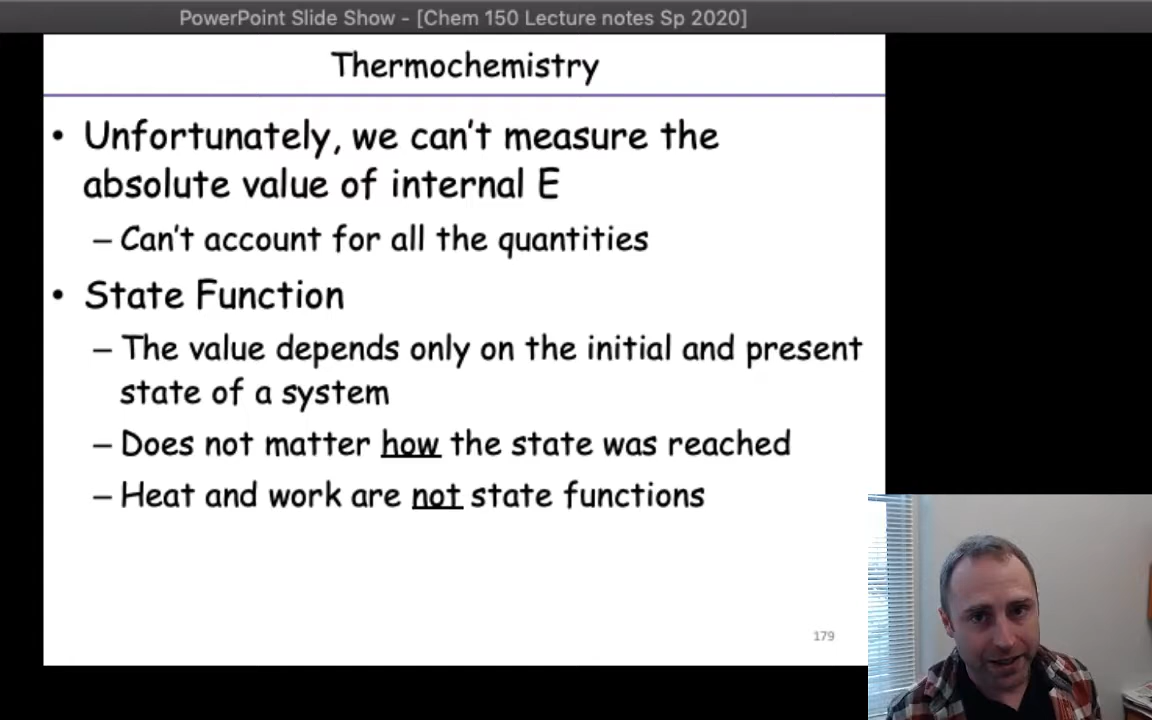 PowerPoint Slide Show - [Chem 150 Lecture notes Sp 2020]
Thermochemistry
• Unfortunately, we can't measure the
absolute value of internal E
– Can't account for all the quantities
• State Function
– The value depends only on the initial and present
state of a system
– Does not matter how the state was reached
– Heat and work are not state functions
179